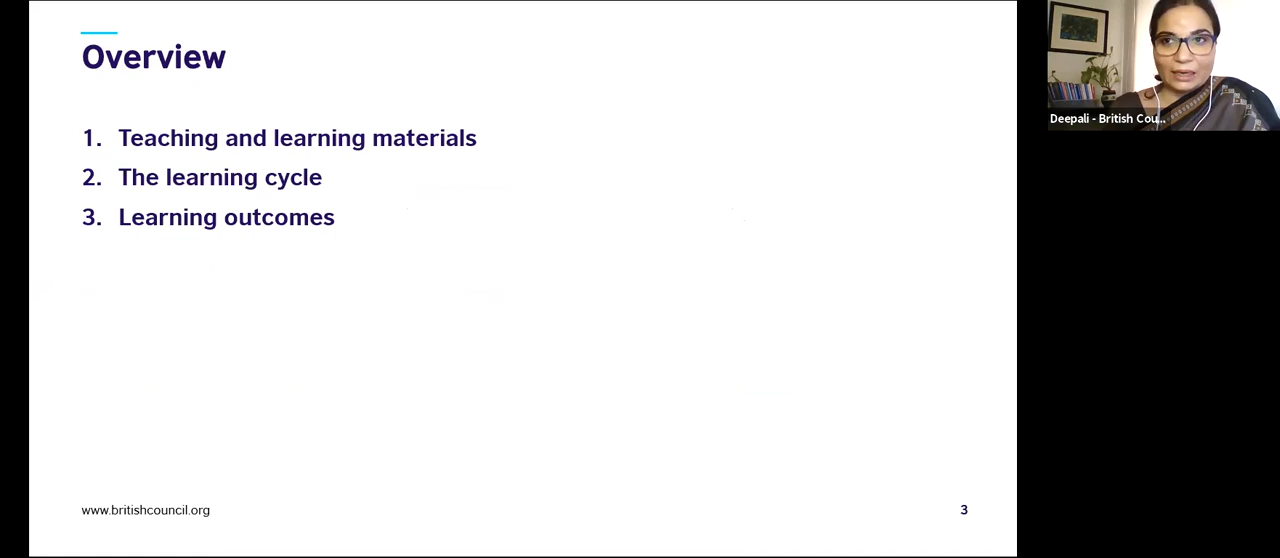 Overview
1. Teaching and learning materials
2. The learning cycle
3. Learning outcomes
www.britishcouncil.org
3
Deepali - British Cou...